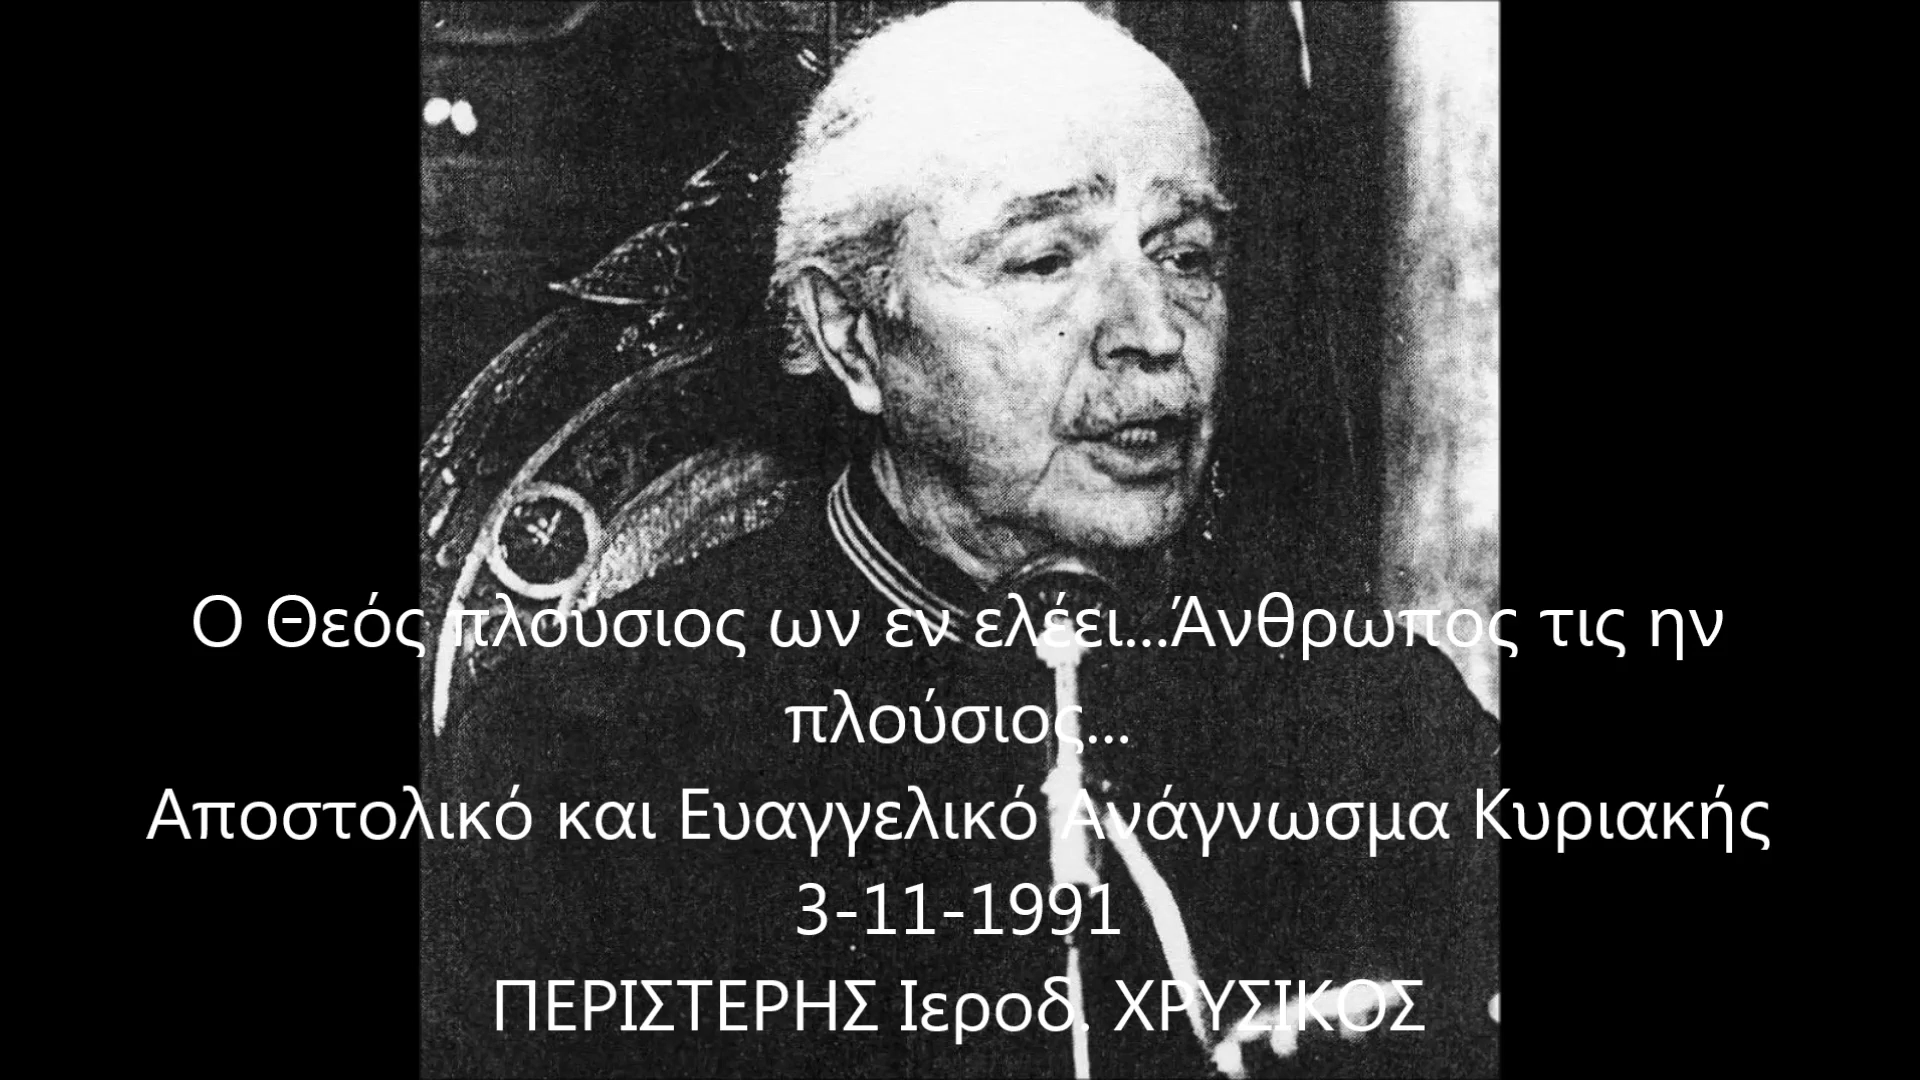 Ο Θεός πλούσιος ων εν ελέει...Άνθρωπος τις ην
πλούσιος...
Αποστολικό και Ευαγγελικό Ανάγνωσμα Κυριακής
3-11-1991
ΠΕΡΙΣΤΕΡΗΣ Ιεροδ. ΧΡΥΣΙΚΟΣ